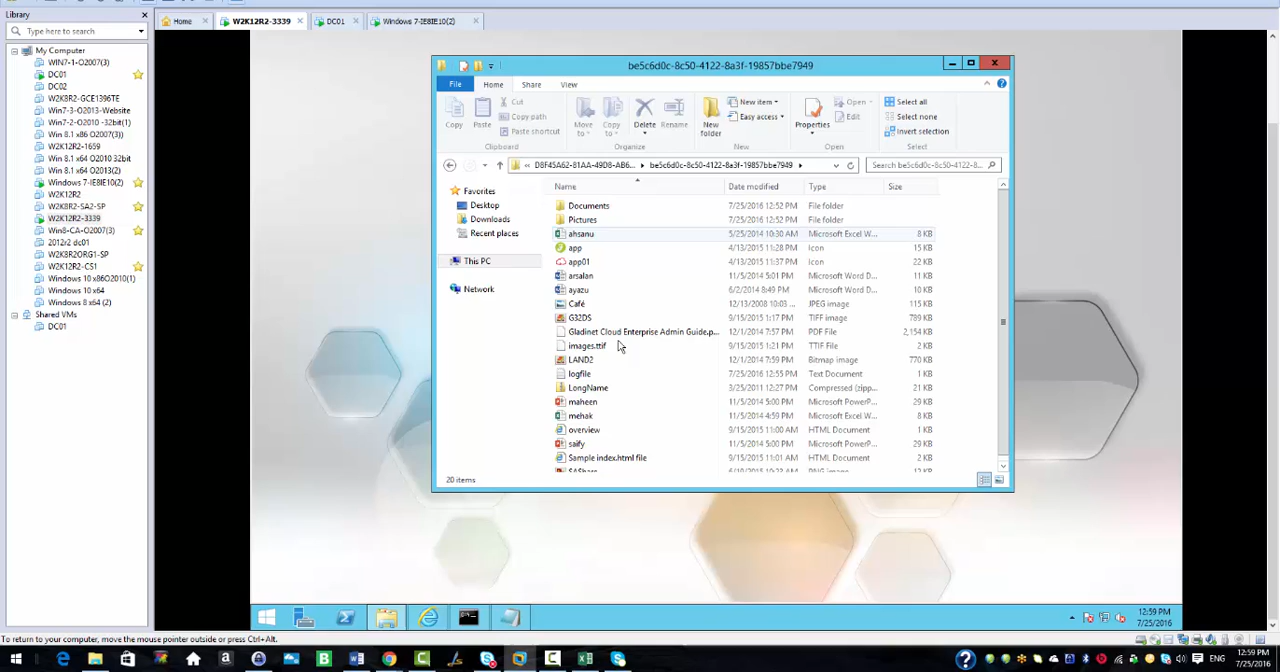 Library
Home
W2K12R2-3339
DC01
Windows 7-IE8IE10(2)
Type here to search
My Computer
WIN7-1-O2007(3)
DC01
DC02
W2K8R2-GCE1396TE
Win7-3-O2013-Website
Win7-2-O2010 -32bit(1)
Win 8.1 x86 O2007(3))
W2K12R2-1659
Win 8.1 x64 O2010 32bit
Win 8.1 x64 O2013(2)
Windows 7-IE8IE10(2)
W2K12R2
W2K8R2-SA2-SP
W2K12R2-3339
Win8-CA-O2007(3)
2012r2 dc01
W2K8R2ORG1-SP
W2K12R2-CS1
Windows 10 x86O2010(1)
Windows 10 x64
Windows 8 x64 (2)
Shared VMs
DC01
be5c6d0c-8c50-4122-8a3f-19857bbe7949
File
Home
Share
View
Copy
Paste
Cut
Copy path
Paste shortcut
Clipboard
Move to
Copy to
Delete
Rename
Organize
New folder
New item
Easy access
New
Properties
Open
Edit
Open
Select all
Select none
Invert selection
Select
D8F45A62-81AA-49D8-AB6...
be5c6d0c-8c50-4122-8a3f-19857bbe7949
Search be5c6d0c-8c50-4122-8...
Favorites
Desktop
Downloads
Recent places
This PC
Network
Name Date modified Type Size
Documents 7/25/2016 12:52 PM File folder
Pictures 7/25/2016 12:52 PM File folder
ahsanu 5/25/2014 10:30 AM Microsoft Excel W... 8 KB
app 4/13/2015 11:28 PM Icon 15 KB
app01 4/13/2015 11:37 PM Icon 22 KB
arsalan 11/5/2014 5:01 PM Microsoft Word D... 11 KB
ayazu 6/2/2014 8:49 PM Microsoft Word D... 10 KB
Café 12/13/2008 10:03 ... JPEG image 115 KB
G32DS 9/15/2015 1:17 PM TIFF image 789 KB
Gladinet Cloud Enterprise Admin Guide.p... 12/1/2014 7:57 PM PDF File 2,154 KB
images.ttif 9/15/2015 1:21 PM TTIF File 2 KB
LAND2 12/1/2014 7:59 PM Bitmap image 770 KB
logfile 7/25/2016 12:55 PM Text Document 1 KB
LongName 3/25/2011 12:27 PM Compressed (zipp... 21 KB
maheen 11/5/2014 5:00 PM Microsoft PowerP... 29 KB
mehak 11/5/2014 4:59 PM Microsoft Excel W... 8 KB
overview 9/15/2015 11:00 AM HTML Document 1 KB
saify 11/5/2014 5:00 PM Microsoft PowerP... 29 KB
Sample index.html file 9/15/2015 11:01 AM HTML Document 4 KB
20 items
12:59 PM
7/25/2016
To return to your computer, move the mouse pointer outside or press Ctrl+Alt.
ENG
12:59 PM
7/25/2016